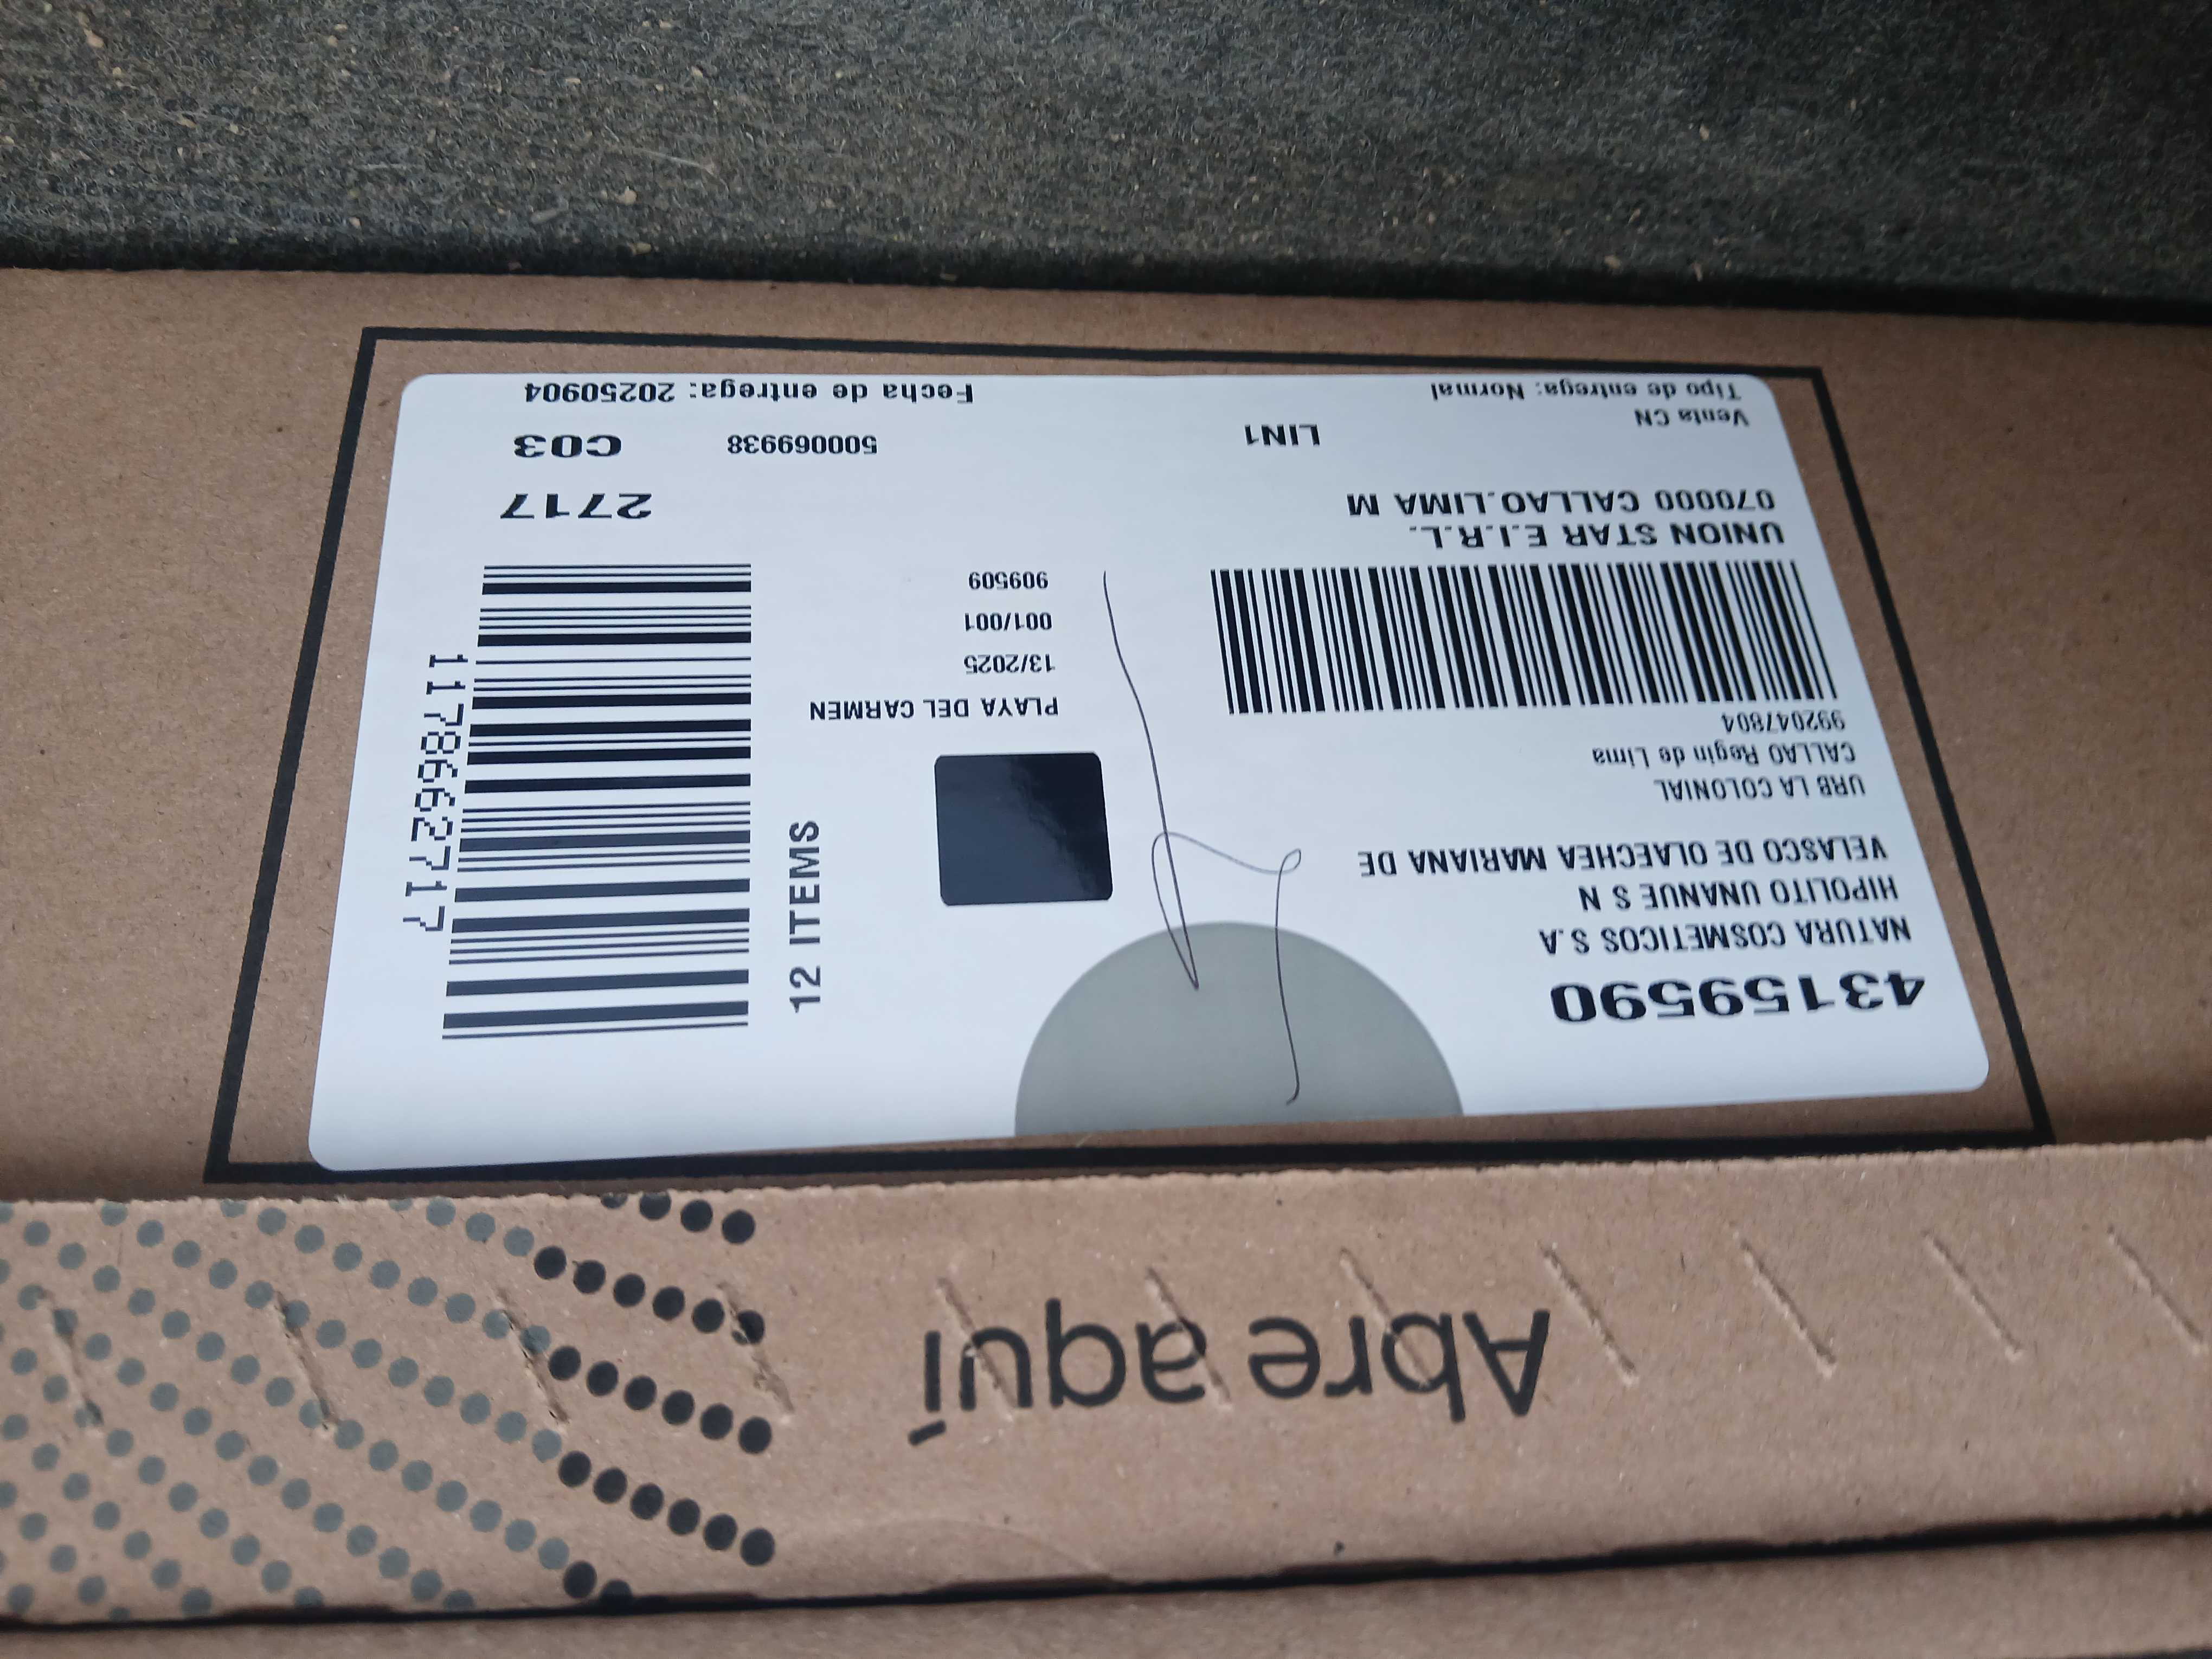 43159590
NATURA COSMETICOS S.A
HIPOLITO UNANUE S N
VELASCO DE OLAECHEA MARIANA DE
URB LA COLONIAL
CALLAO Regin de Lima
992047804
UNION STAR E.I.R.L.
070000 CALLAO.LIMA M
Venta CN
Tipo de entrega: Normal
LIN1
PLAYA DEL CARMEN
13/2025
001/001
909509
12 ITEMS
1178662717
2717
500069938
C03
Fecha de entrega: 20250904
Abre aquí